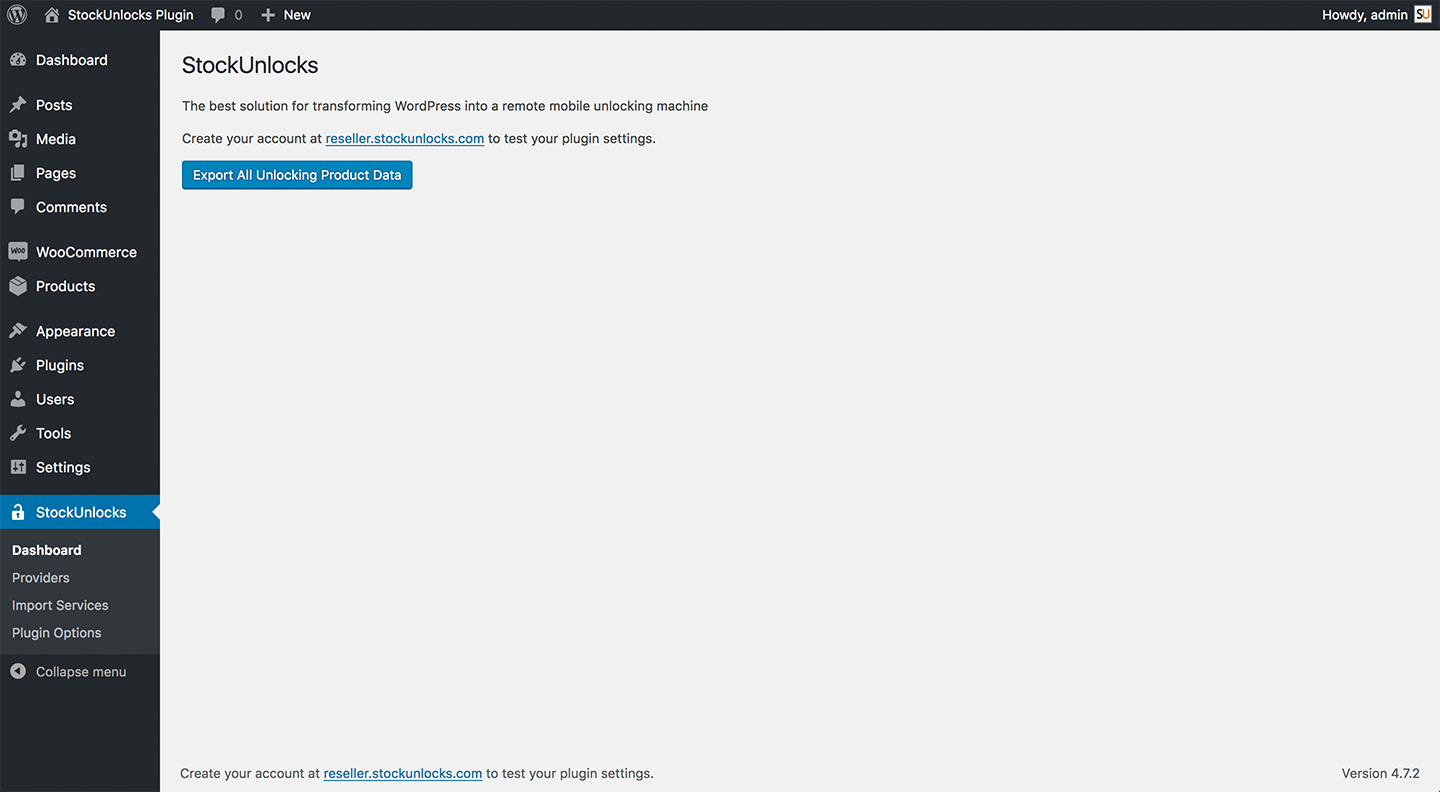 StockUnlocks Plugin 0 New Howdy, admin SU
Dashboard
Posts
Media
Pages
Comments
WOO WooCommerce
Products
Appearance
Plugins
Users
Tools
Settings
StockUnlocks
Dashboard
Providers
Import Services
Plugin Options
Collapse menu
StockUnlocks
The best solution for transforming WordPress into a remote mobile unlocking machine
Create your account at reseller.stockunlocks.com to test your plugin settings.
Export All Unlocking Product Data
Create your account at reseller.stockunlocks.com to test your plugin settings. Version 4.7.2